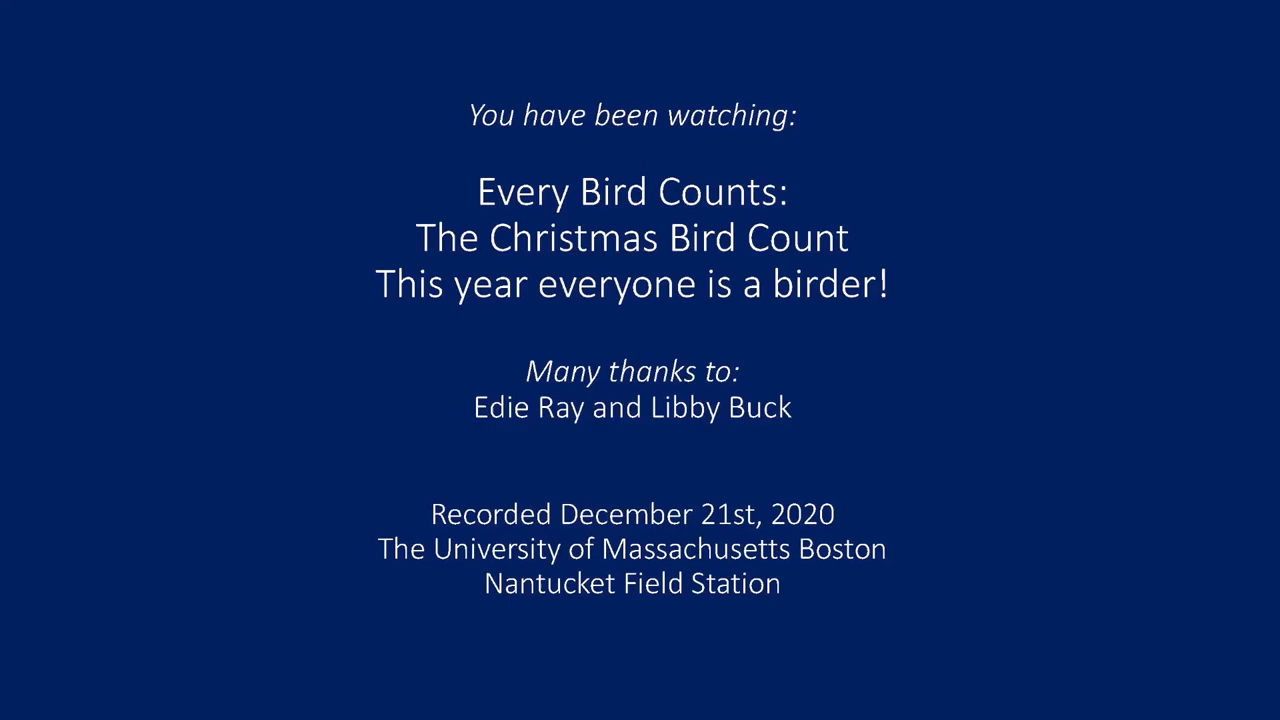 You have been watching:
Every Bird Counts:
The Christmas Bird Count
This year everyone is a birder!
Many thanks to:
Edie Ray and Libby Buck
Recorded December 21st, 2020
The University of Massachusetts Boston
Nantucket Field Station